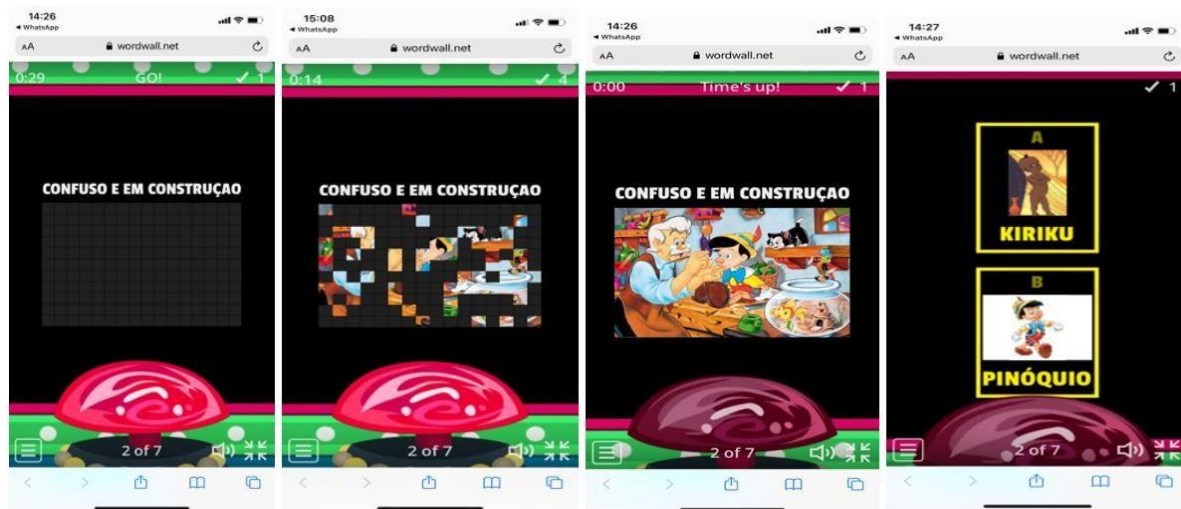 14:26
◄ WhatsApp
AA wordwall.net
0:29 GO! ✓ 1
CONFUSO E EM CONSTRUÇAO
2 of 7
15:08
◄ WhatsApp
AA wordwall.net
0:14 ✓ 4
CONFUSO E EM CONSTRUÇAO
2 of 7
14:26
◄ WhatsApp
AA wordwall.net
0:00 Time's up! ✓ 1
CONFUSO E EM CONSTRUÇAO
2 of 7
14:27
◄ WhatsApp
AA wordwall.net
✓ 1
A
KIRIKU
B
PINÓQUIO
2 of 7